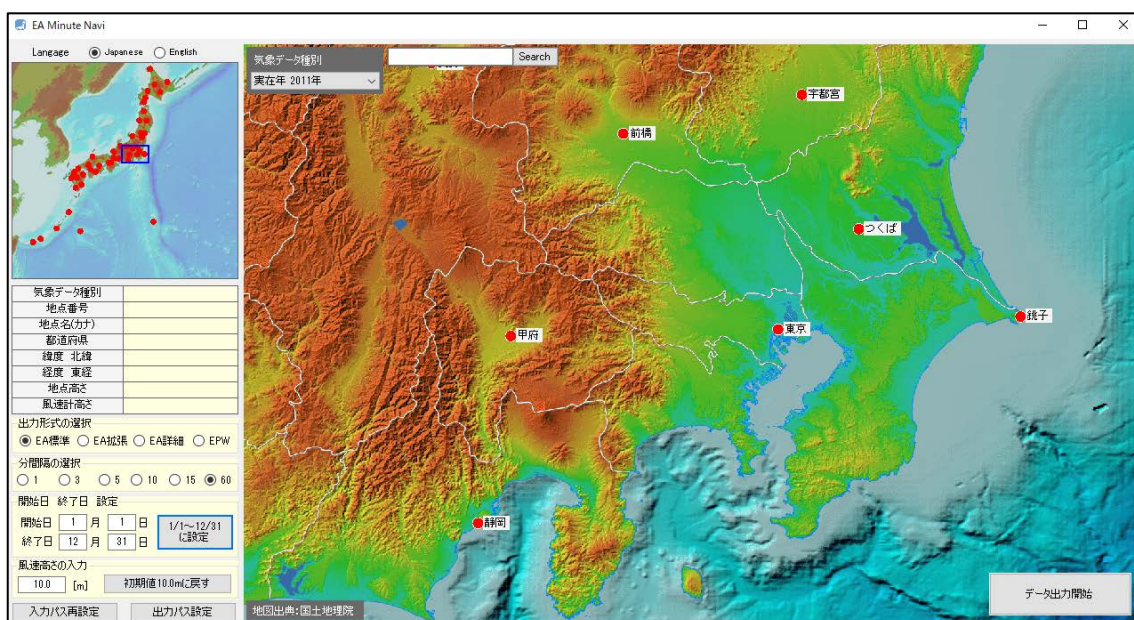 EA Minute Navi
Langage Japanese English
気象データ種別
実在年 2011年
Search
宇都宮
前橋
つくば
銚子
東京
甲府
静岡
気象データ種別
地点番号
地点名(カナ)
都道府県
緯度 北緯
経度 東経
地点高さ
風速計高さ
出力形式の選択
EA標準 EA拡張 EA詳細 EPW
分間隔の選択
1 3 5 10 15 60
開始日 終了日 設定
開始日 1 月 1 日
終了日 12 月 31 日
1/1～12/31
に設定
風速高さの入力
10.0 [m] 初期値10.0mに戻す
入力パス再設定 出力パス設定
地図出典:国土地理院
データ出力開始